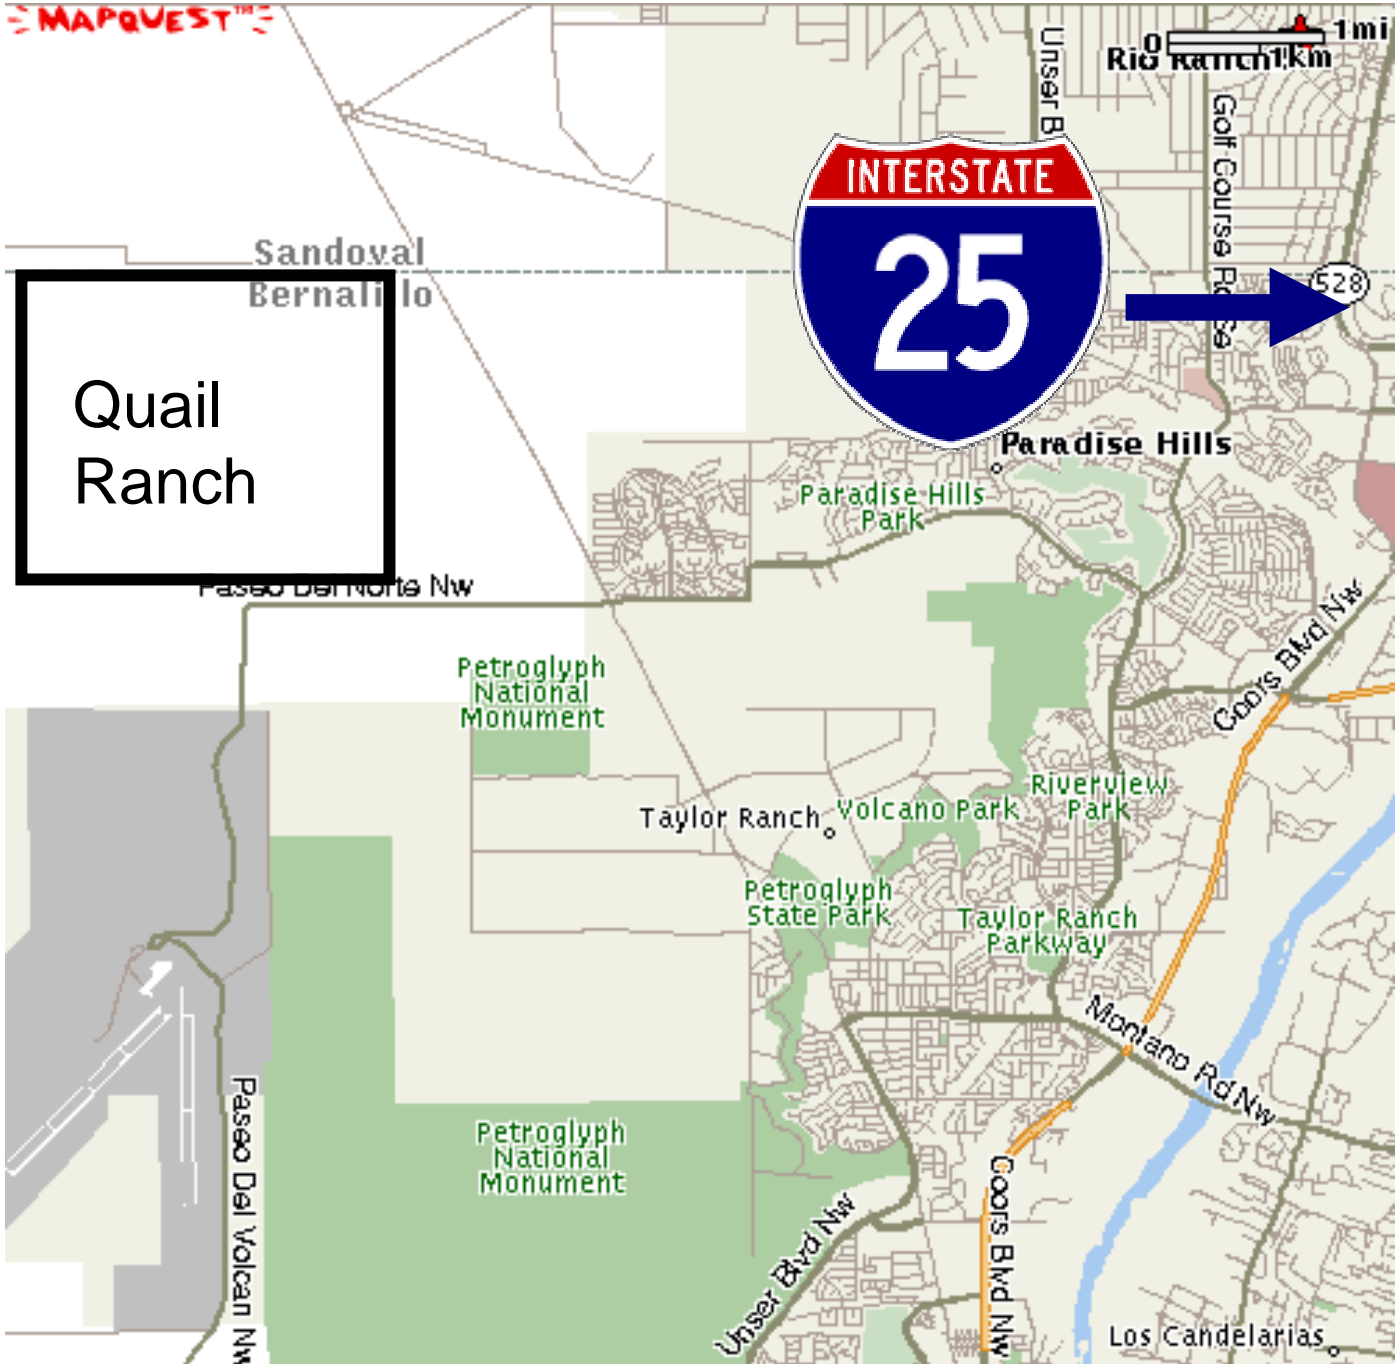 MAPQUEST™
0 1mi
1km
Rio Rancho
Unser B
Golf Course Rd Se
INTERSTATE
25
528
Sandoval
Bernalillo
Quail
Ranch
Paseo Del Norte Nw
Paradise Hills
Paradise Hills
Park
Coors Blvd Nw
Petroglyph
National
Monument
Taylor Ranch
Volcano Park
Riverview
Park
Petroglyph
State Park
Taylor Ranch
Parkway
Montano Rd Nw
Paseo Del Volcan Nw
Petroglyph
National
Monument
Unser Blvd Nw
Coors Blvd Nw
Los Candelarias